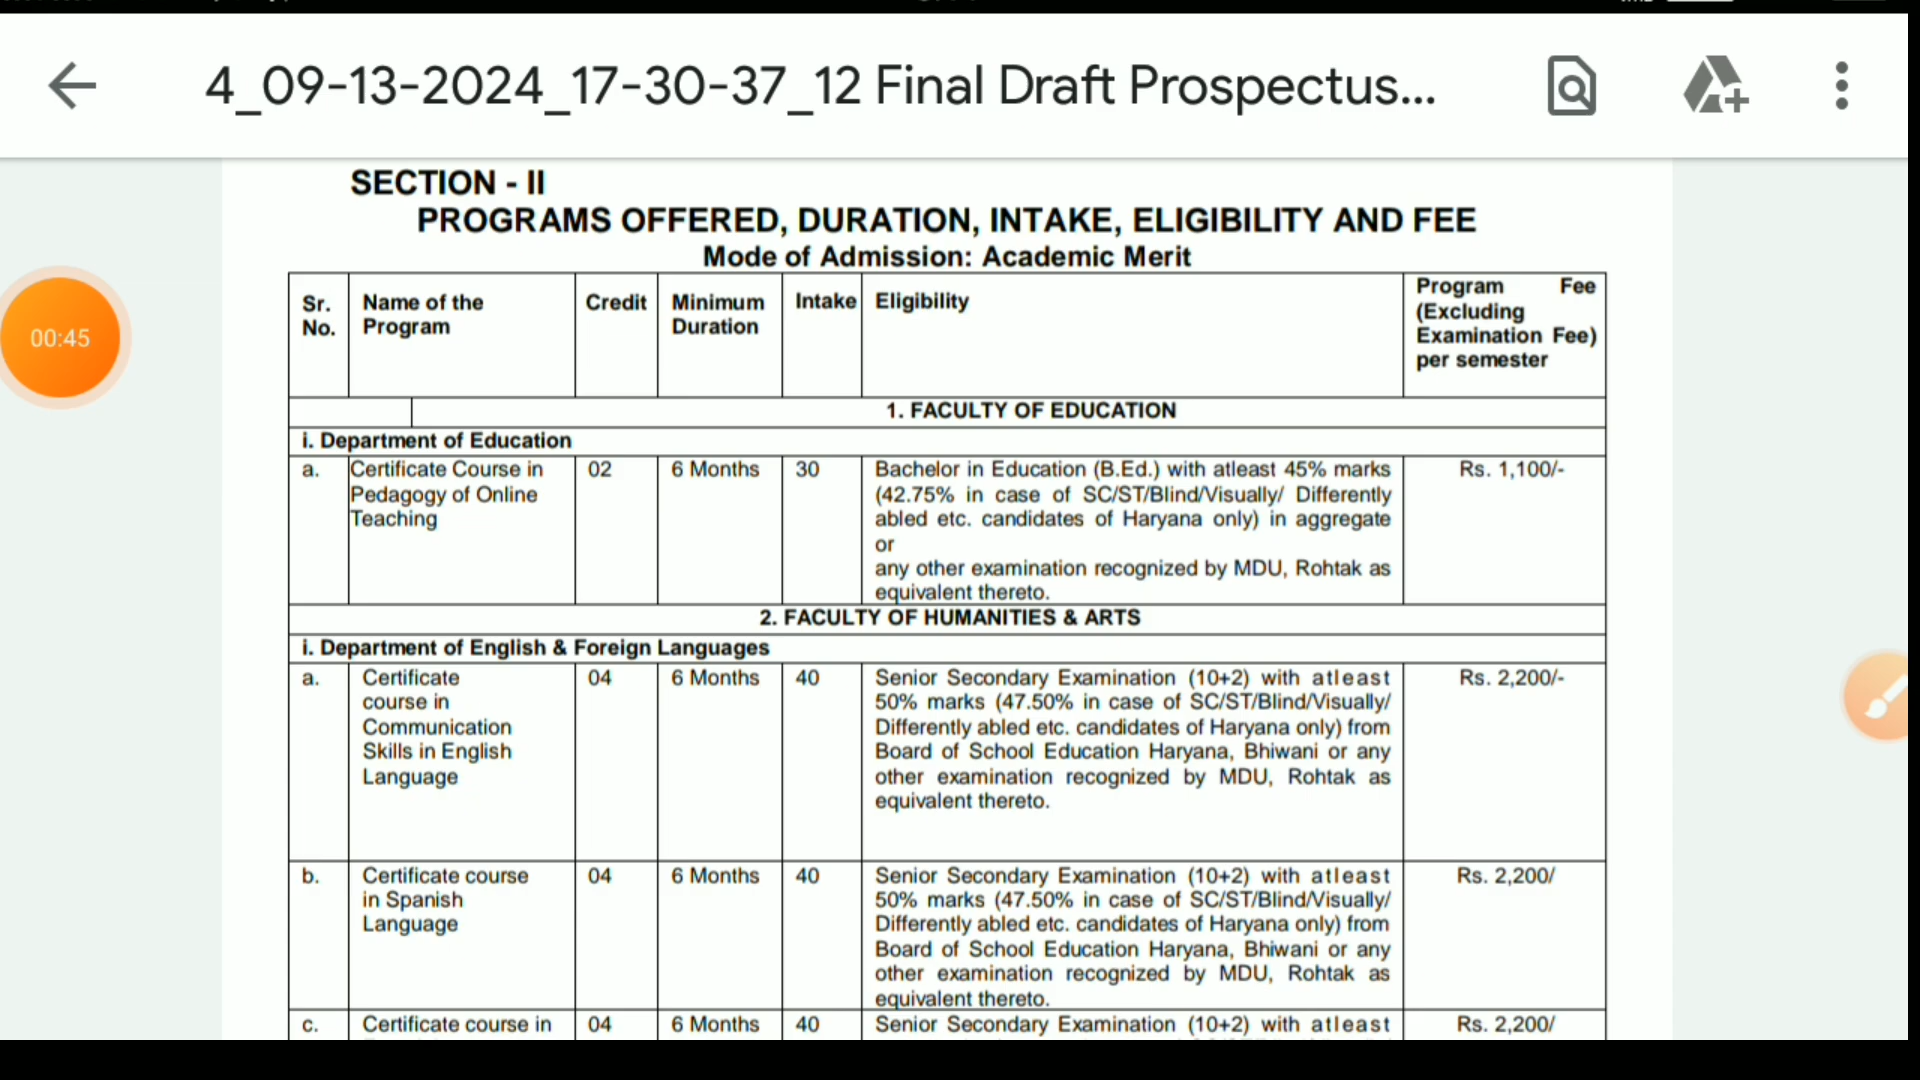 4_09-13-2024_17-30-37_12 Final Draft Prospectus...
00:45
SECTION - II
PROGRAMS OFFERED, DURATION, INTAKE, ELIGIBILITY AND FEE
Mode of Admission: Academic Merit
Sr. No.
Name of the Program
Credit
Minimum Duration
Intake
Eligibility
Program Fee
(Excluding
Examination Fee)
per semester
1. FACULTY OF EDUCATION
i. Department of Education
a.
Certificate Course in
Pedagogy of Online
Teaching
02
6 Months
30
Bachelor in Education (B.Ed.) with atleast 45% marks
(42.75% in case of SC/ST/Blind/Visually/ Differently
abled etc. candidates of Haryana only) in aggregate
or
any other examination recognized by MDU, Rohtak as
equivalent thereto.
Rs. 1,100/-
2. FACULTY OF HUMANITIES & ARTS
i. Department of English & Foreign Languages
a.
Certificate
course in
Communication
Skills in English
Language
04
6 Months
40
Senior Secondary Examination (10+2) with atleast
50% marks (47.50% in case of SC/ST/Blind/Visually/
Differently abled etc. candidates of Haryana only) from
Board of School Education Haryana, Bhiwani or any
other examination recognized by MDU, Rohtak as
equivalent thereto.
Rs. 2,200/-
b.
Certificate course
in Spanish
Language
04
6 Months
40
Senior Secondary Examination (10+2) with atleast
50% marks (47.50% in case of SC/ST/Blind/Visually/
Differently abled etc. candidates of Haryana only) from
Board of School Education Haryana, Bhiwani or any
other examination recognized by MDU, Rohtak as
equivalent thereto.
Rs. 2,200/
c.
Certificate course in
04
6 Months
40
Senior Secondary Examination (10+2) with atleast
Rs. 2,200/